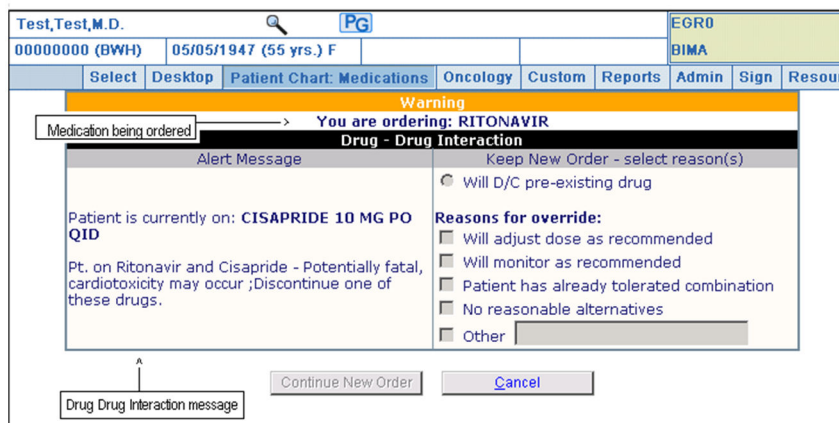 Test,Test,M.D.
PG
EGR0
00000000 (BWH)
05/05/1947 (55 yrs.) F
BIMA
Select
Desktop
Patient Chart: Medications
Oncology
Custom
Reports
Admin
Sign
Resou
Warning
Medication being ordered
You are ordering: RITONAVIR
Drug - Drug Interaction
Alert Message
Keep New Order - select reason(s)
Will D/C pre-existing drug
Patient is currently on: CISAPRIDE 10 MG PO
QID
Pt. on Ritonavir and Cisapride - Potentially fatal,
cardiotoxicity may occur ;Discontinue one of
these drugs.
Reasons for override:
Will adjust dose as recommended
Will monitor as recommended
Patient has already tolerated combination
No reasonable alternatives
Other
Continue New Order
Cancel
Drug Drug Interaction message